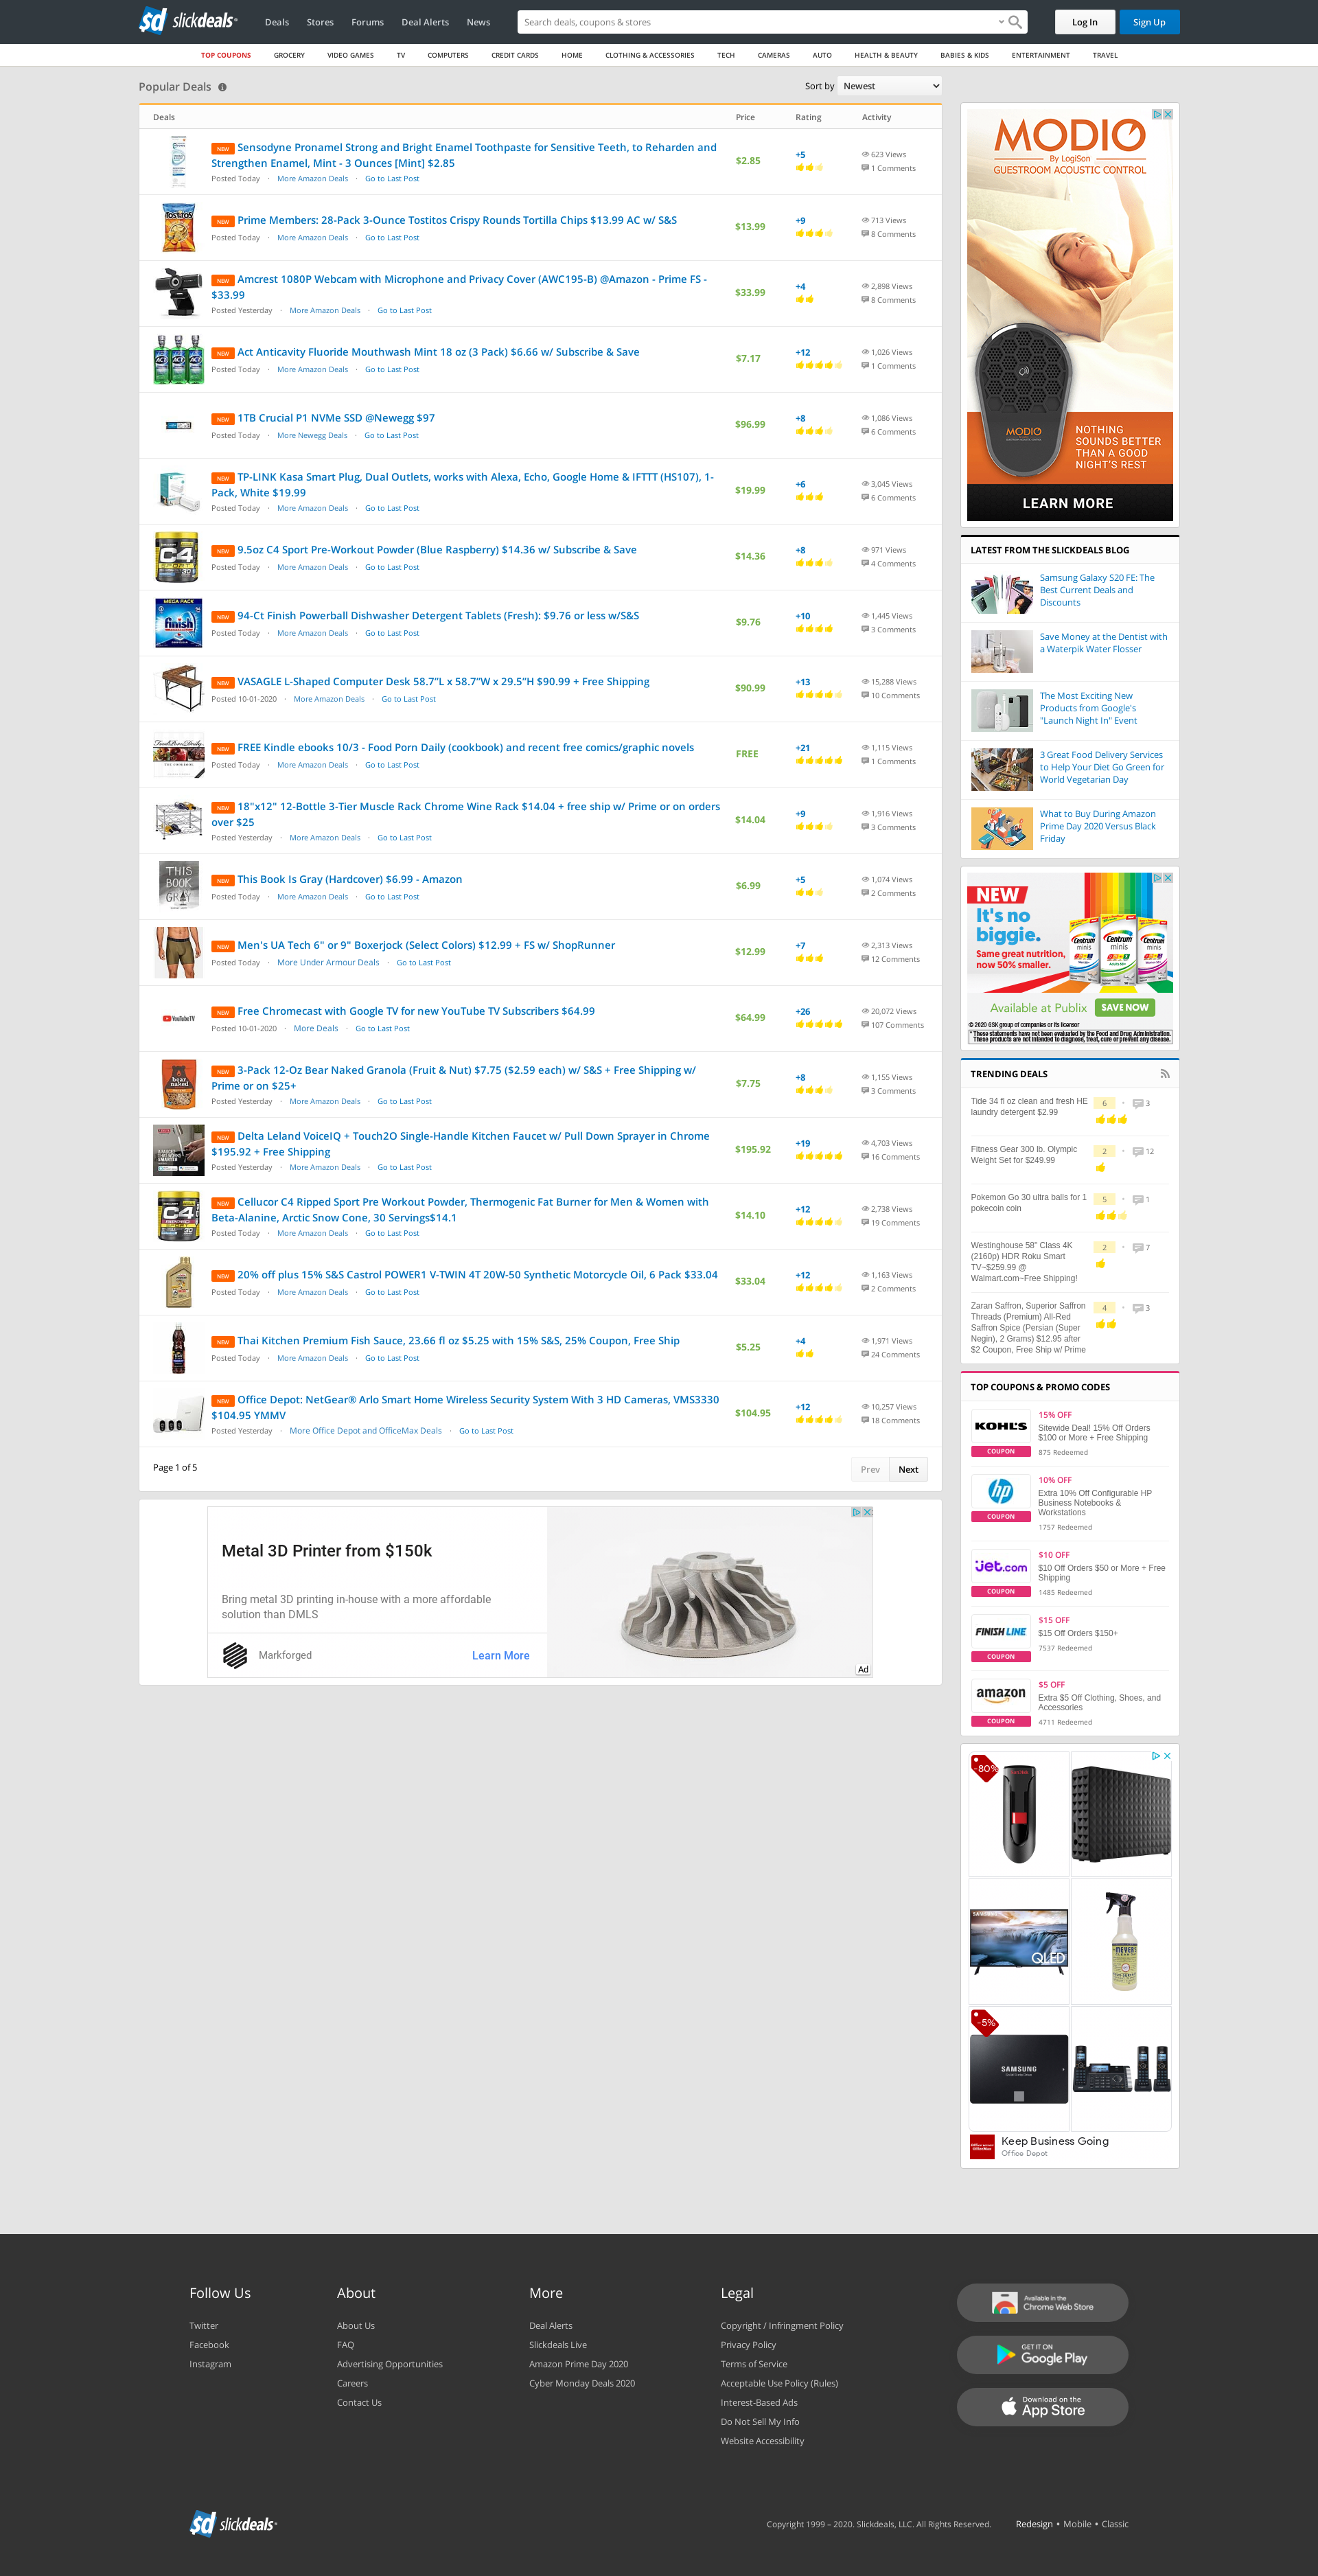 slickdeals
Deals
Stores
Forums
Deal Alerts
News
Search deals, coupons & stores
Log In
Sign Up
TOP COUPONS
GROCERY
VIDEO GAMES
TV
COMPUTERS
CREDIT CARDS
HOME
CLOTHING & ACCESSORIES
TECH
CAMERAS
AUTO
HEALTH & BEAUTY
BABIES & KIDS
ENTERTAINMENT
TRAVEL
Popular Deals
Sort by Newest
Deals Price Rating Activity
NEW Sensodyne Pronamel Strong and Bright Enamel Toothpaste for Sensitive Teeth, to Reharden and
Strengthen Enamel, Mint - 3 Ounces [Mint] $2.85
Posted Today · More Amazon Deals · Go to Last Post
$2.85
+5
623 Views
1 Comments
NEW Prime Members: 28-Pack 3-Ounce Tostitos Crispy Rounds Tortilla Chips $13.99 AC w/ S&S
Posted Today · More Amazon Deals · Go to Last Post
$13.99
+9
713 Views
8 Comments
NEW Amcrest 1080P Webcam with Microphone and Privacy Cover (AWC195-B) @Amazon - Prime FS -
$33.99
Posted Yesterday · More Amazon Deals · Go to Last Post
$33.99
+4
2,898 Views
8 Comments
NEW Act Anticavity Fluoride Mouthwash Mint 18 oz (3 Pack) $6.66 w/ Subscribe & Save
Posted Today · More Amazon Deals · Go to Last Post
$7.17
+12
1,026 Views
1 Comments
NEW 1TB Crucial P1 NVMe SSD @Newegg $97
Posted Today · More Newegg Deals · Go to Last Post
$96.99
+8
1,086 Views
6 Comments
NEW TP-LINK Kasa Smart Plug, Dual Outlets, works with Alexa, Echo, Google Home & IFTTT (HS107), 1-
Pack, White $19.99
Posted Today · More Amazon Deals · Go to Last Post
$19.99
+6
3,045 Views
6 Comments
NEW 9.5oz C4 Sport Pre-Workout Powder (Blue Raspberry) $14.36 w/ Subscribe & Save
Posted Today · More Amazon Deals · Go to Last Post
$14.36
+8
971 Views
4 Comments
NEW 94-Ct Finish Powerball Dishwasher Detergent Tablets (Fresh): $9.76 or less w/S&S
Posted Today · More Amazon Deals · Go to Last Post
$9.76
+10
1,445 Views
3 Comments
NEW VASAGLE L-Shaped Computer Desk 58.7”L x 58.7”W x 29.5”H $90.99 + Free Shipping
Posted 10-01-2020 · More Amazon Deals · Go to Last Post
$90.99
+13
15,288 Views
10 Comments
NEW FREE Kindle ebooks 10/3 - Food Porn Daily (cookbook) and recent free comics/graphic novels
Posted Today · More Amazon Deals · Go to Last Post
FREE
+21
1,115 Views
1 Comments
NEW 18"x12" 12-Bottle 3-Tier Muscle Rack Chrome Wine Rack $14.04 + free ship w/ Prime or on orders
over $25
Posted Yesterday · More Amazon Deals · Go to Last Post
$14.04
+9
1,916 Views
3 Comments
THIS BOOK GRAY
NEW This Book Is Gray (Hardcover) $6.99 - Amazon
Posted Today · More Amazon Deals · Go to Last Post
$6.99
+5
1,074 Views
2 Comments
NEW Men's UA Tech 6" or 9" Boxerjock (Select Colors) $12.99 + FS w/ ShopRunner
Posted Today · More Under Armour Deals · Go to Last Post
$12.99
+7
2,313 Views
12 Comments
YouTubeTV
NEW Free Chromecast with Google TV for new YouTube TV Subscribers $64.99
Posted 10-01-2020 · More Deals · Go to Last Post
$64.99
+26
20,072 Views
107 Comments
NEW 3-Pack 12-Oz Bear Naked Granola (Fruit & Nut) $7.75 ($2.59 each) w/ S&S + Free Shipping w/
Prime or on $25+
Posted Yesterday · More Amazon Deals · Go to Last Post
$7.75
+8
1,155 Views
3 Comments
NEW Delta Leland VoiceIQ + Touch2O Single-Handle Kitchen Faucet w/ Pull Down Sprayer in Chrome
$195.92 + Free Shipping
Posted Yesterday · More Amazon Deals · Go to Last Post
$195.92
+19
4,703 Views
16 Comments
NEW Cellucor C4 Ripped Sport Pre Workout Powder, Thermogenic Fat Burner for Men & Women with
Beta-Alanine, Arctic Snow Cone, 30 Servings$14.1
Posted Today · More Amazon Deals · Go to Last Post
$14.10
+12
2,738 Views
19 Comments
NEW 20% off plus 15% S&S Castrol POWER1 V-TWIN 4T 20W-50 Synthetic Motorcycle Oil, 6 Pack $33.04
Posted Today · More Amazon Deals · Go to Last Post
$33.04
+12
1,163 Views
2 Comments
NEW Thai Kitchen Premium Fish Sauce, 23.66 fl oz $5.25 with 15% S&S, 25% Coupon, Free Ship
Posted Today · More Amazon Deals · Go to Last Post
$5.25
+4
1,971 Views
24 Comments
NEW Office Depot: NetGear® Arlo Smart Home Wireless Security System With 3 HD Cameras, VMS3330
$104.95 YMMV
Posted Yesterday · More Office Depot and OfficeMax Deals · Go to Last Post
$104.95
+12
10,257 Views
18 Comments
Page 1 of 5
Prev
Next
Metal 3D Printer from $150k
Bring metal 3D printing in-house with a more affordable
solution than DMLS
Markforged
Learn More
Ad
MODIO
By LogiSon
GUESTROOM ACOUSTIC CONTROL
MODIO
NOTHING
SOUNDS BETTER
THAN A GOOD
NIGHT'S REST
LEARN MORE
LATEST FROM THE SLICKDEALS BLOG
Samsung Galaxy S20 FE: The
Best Current Deals and
Discounts
Save Money at the Dentist with
a Waterpik Water Flosser
The Most Exciting New
Products from Google's
"Launch Night In" Event
3 Great Food Delivery Services
to Help Your Diet Go Green for
World Vegetarian Day
What to Buy During Amazon
Prime Day 2020 Versus Black
Friday
NEW
It's no
biggie.
Same great nutrition,
now 50% smaller.
Centrum minis
Centrum minis
Centrum minis
Available at Publix
SAVE NOW
© 2020 GSK group of companies or its licensor
* These statements have not been evaluated by the Food and Drug Administration.
These products are not intended to diagnose, treat, cure or prevent any disease.
TRENDING DEALS
Tide 34 fl oz clean and fresh HE
laundry detergent $2.99
6 • 3
Fitness Gear 300 lb. Olympic
Weight Set for $249.99
2 • 12
Pokemon Go 30 ultra balls for 1
pokecoin coin
5 • 1
Westinghouse 58" Class 4K
(2160p) HDR Roku Smart
TV~$259.99 @
Walmart.com~Free Shipping!
2 • 7
Zaran Saffron, Superior Saffron
Threads (Premium) All-Red
Saffron Spice (Persian (Super
Negin), 2 Grams) $12.95 after
$2 Coupon, Free Ship w/ Prime
4 • 3
TOP COUPONS & PROMO CODES
KOHL'S
COUPON
15% OFF
Sitewide Deal! 15% Off Orders
$100 or More + Free Shipping
875 Redeemed
hp
COUPON
10% OFF
Extra 10% Off Configurable HP
Business Notebooks &
Workstations
1757 Redeemed
jet.com
COUPON
$10 OFF
$10 Off Orders $50 or More + Free
Shipping
1485 Redeemed
FINISH LINE
COUPON
$15 OFF
$15 Off Orders $150+
7537 Redeemed
amazon
COUPON
$5 OFF
Extra $5 Off Clothing, Shoes, and
Accessories
4711 Redeemed
-80%
SAMSUNG
QLED
MEYER'S
-5%
SAMSUNG
Keep Business Going
Office Depot
Follow Us
Twitter
Facebook
Instagram
About
About Us
FAQ
Advertising Opportunities
Careers
Contact Us
More
Deal Alerts
Slickdeals Live
Amazon Prime Day 2020
Cyber Monday Deals 2020
Legal
Copyright / Infringment Policy
Privacy Policy
Terms of Service
Acceptable Use Policy (Rules)
Interest-Based Ads
Do Not Sell My Info
Website Accessibility
Available in the
Chrome Web Store
GET IT ON
Google Play
Download on the
App Store
slickdeals
Copyright 1999 – 2020. Slickdeals, LLC. All Rights Reserved.
Redesign • Mobile • Classic